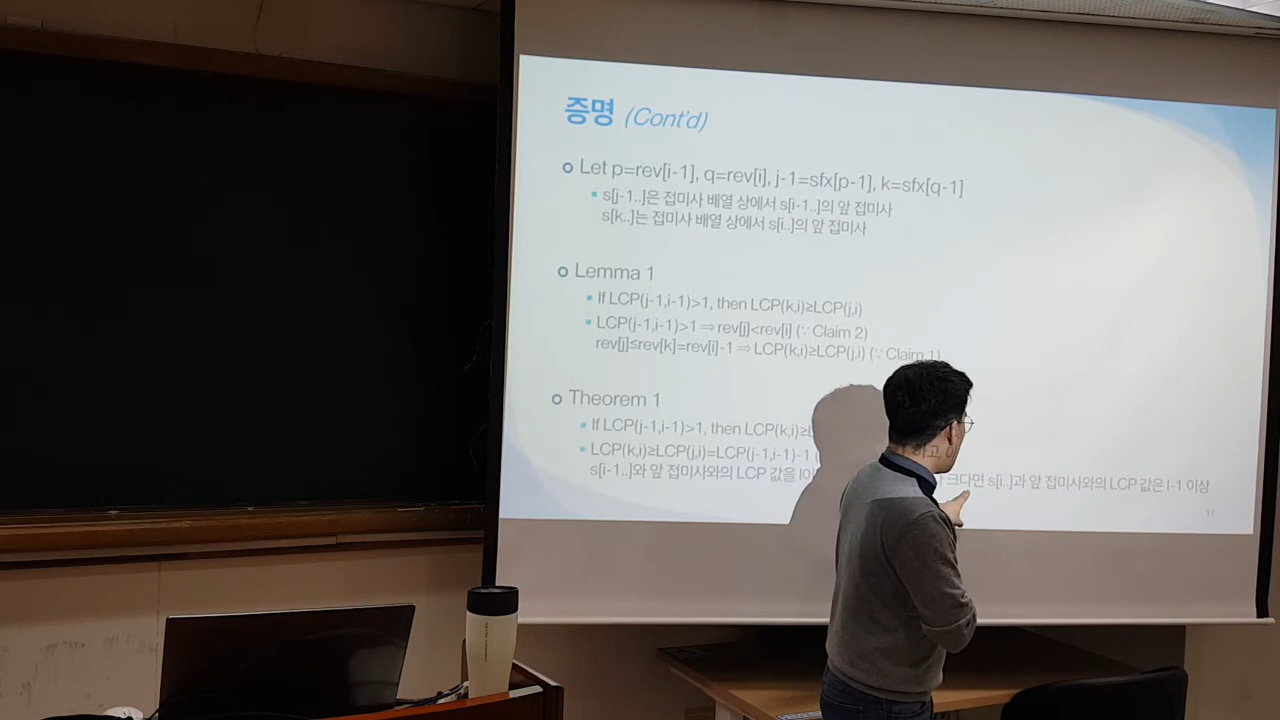 증명 (Cont'd)
Let p=rev[i-1], q=rev[i], j-1=sfx[p-1], k=sfx[q-1]
s[j-1..]은 접미사 배열 상에서 s[i-1..]의 앞 접미사
s[k..]는 접미사 배열 상에서 s[i..]의 앞 접미사
Lemma 1
If LCP(j-1,i-1)>1, then LCP(k,i)≥LCP(j,i)
LCP(j-1,i-1)>1 ⇒ rev[j]<rev[i] (∵ Claim 2)
rev[j]≤rev[k]=rev[i]-1 ⇒ LCP(k,i)≥LCP(j,i) (∵ Claim 1)
Theorem 1
If LCP(j-1,i-1)>1, then LCP(k,i)≥
LCP(k,i)≥LCP(j,i)=LCP(j-1,i-1)-1
s[i-1..]와 앞 접미사와의 LCP 값을 하고, 크다면 s[i..]과 앞 접미사와의 LCP 값은 l-1 이상
11